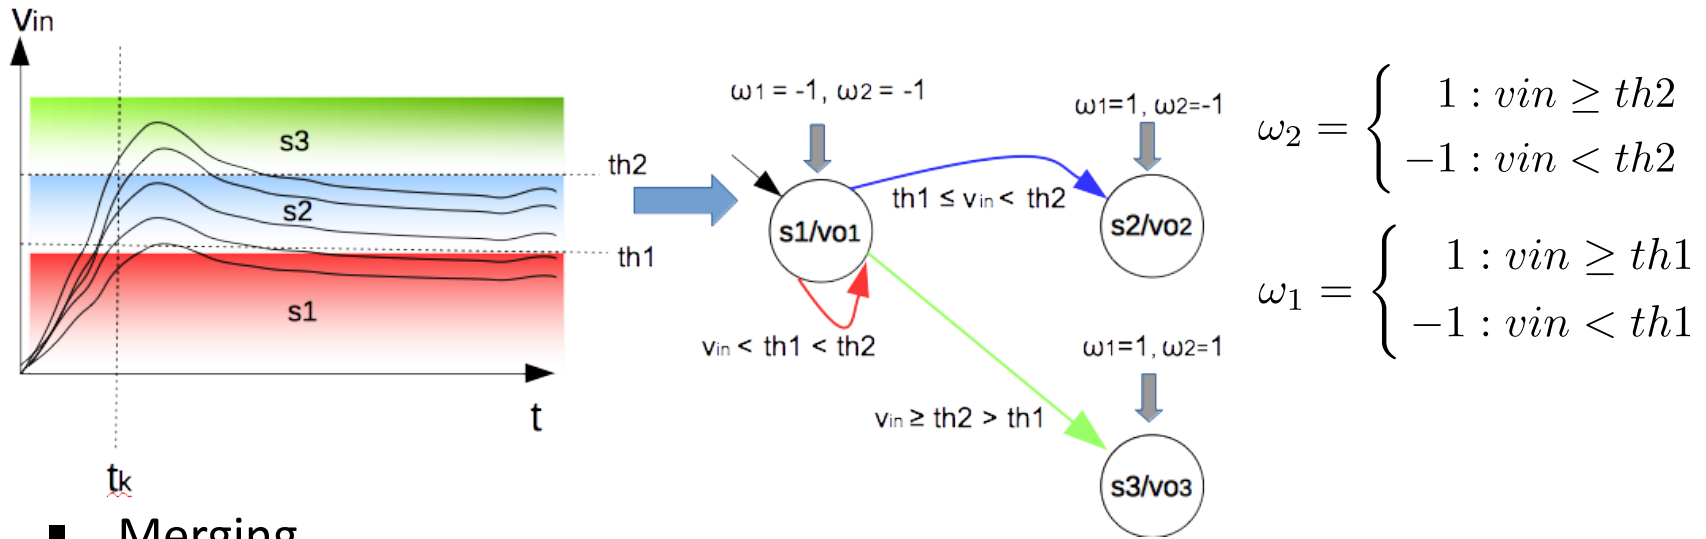 Vin
s3
th2
s2
th1
s1
t
tk
ω1 = -1, ω2 = -1
ω1=1, ω2=-1
th1 ≤ vin < th2
s1/vo1
s2/vo2
vin < th1 < th2
ω1=1, ω2=1
vin ≥ th2 > th1
s3/vo3
ω2 = { 1 : vin ≥ th2
−1 : vin < th2
ω1 = { 1 : vin ≥ th1
−1 : vin < th1
▪ Merging